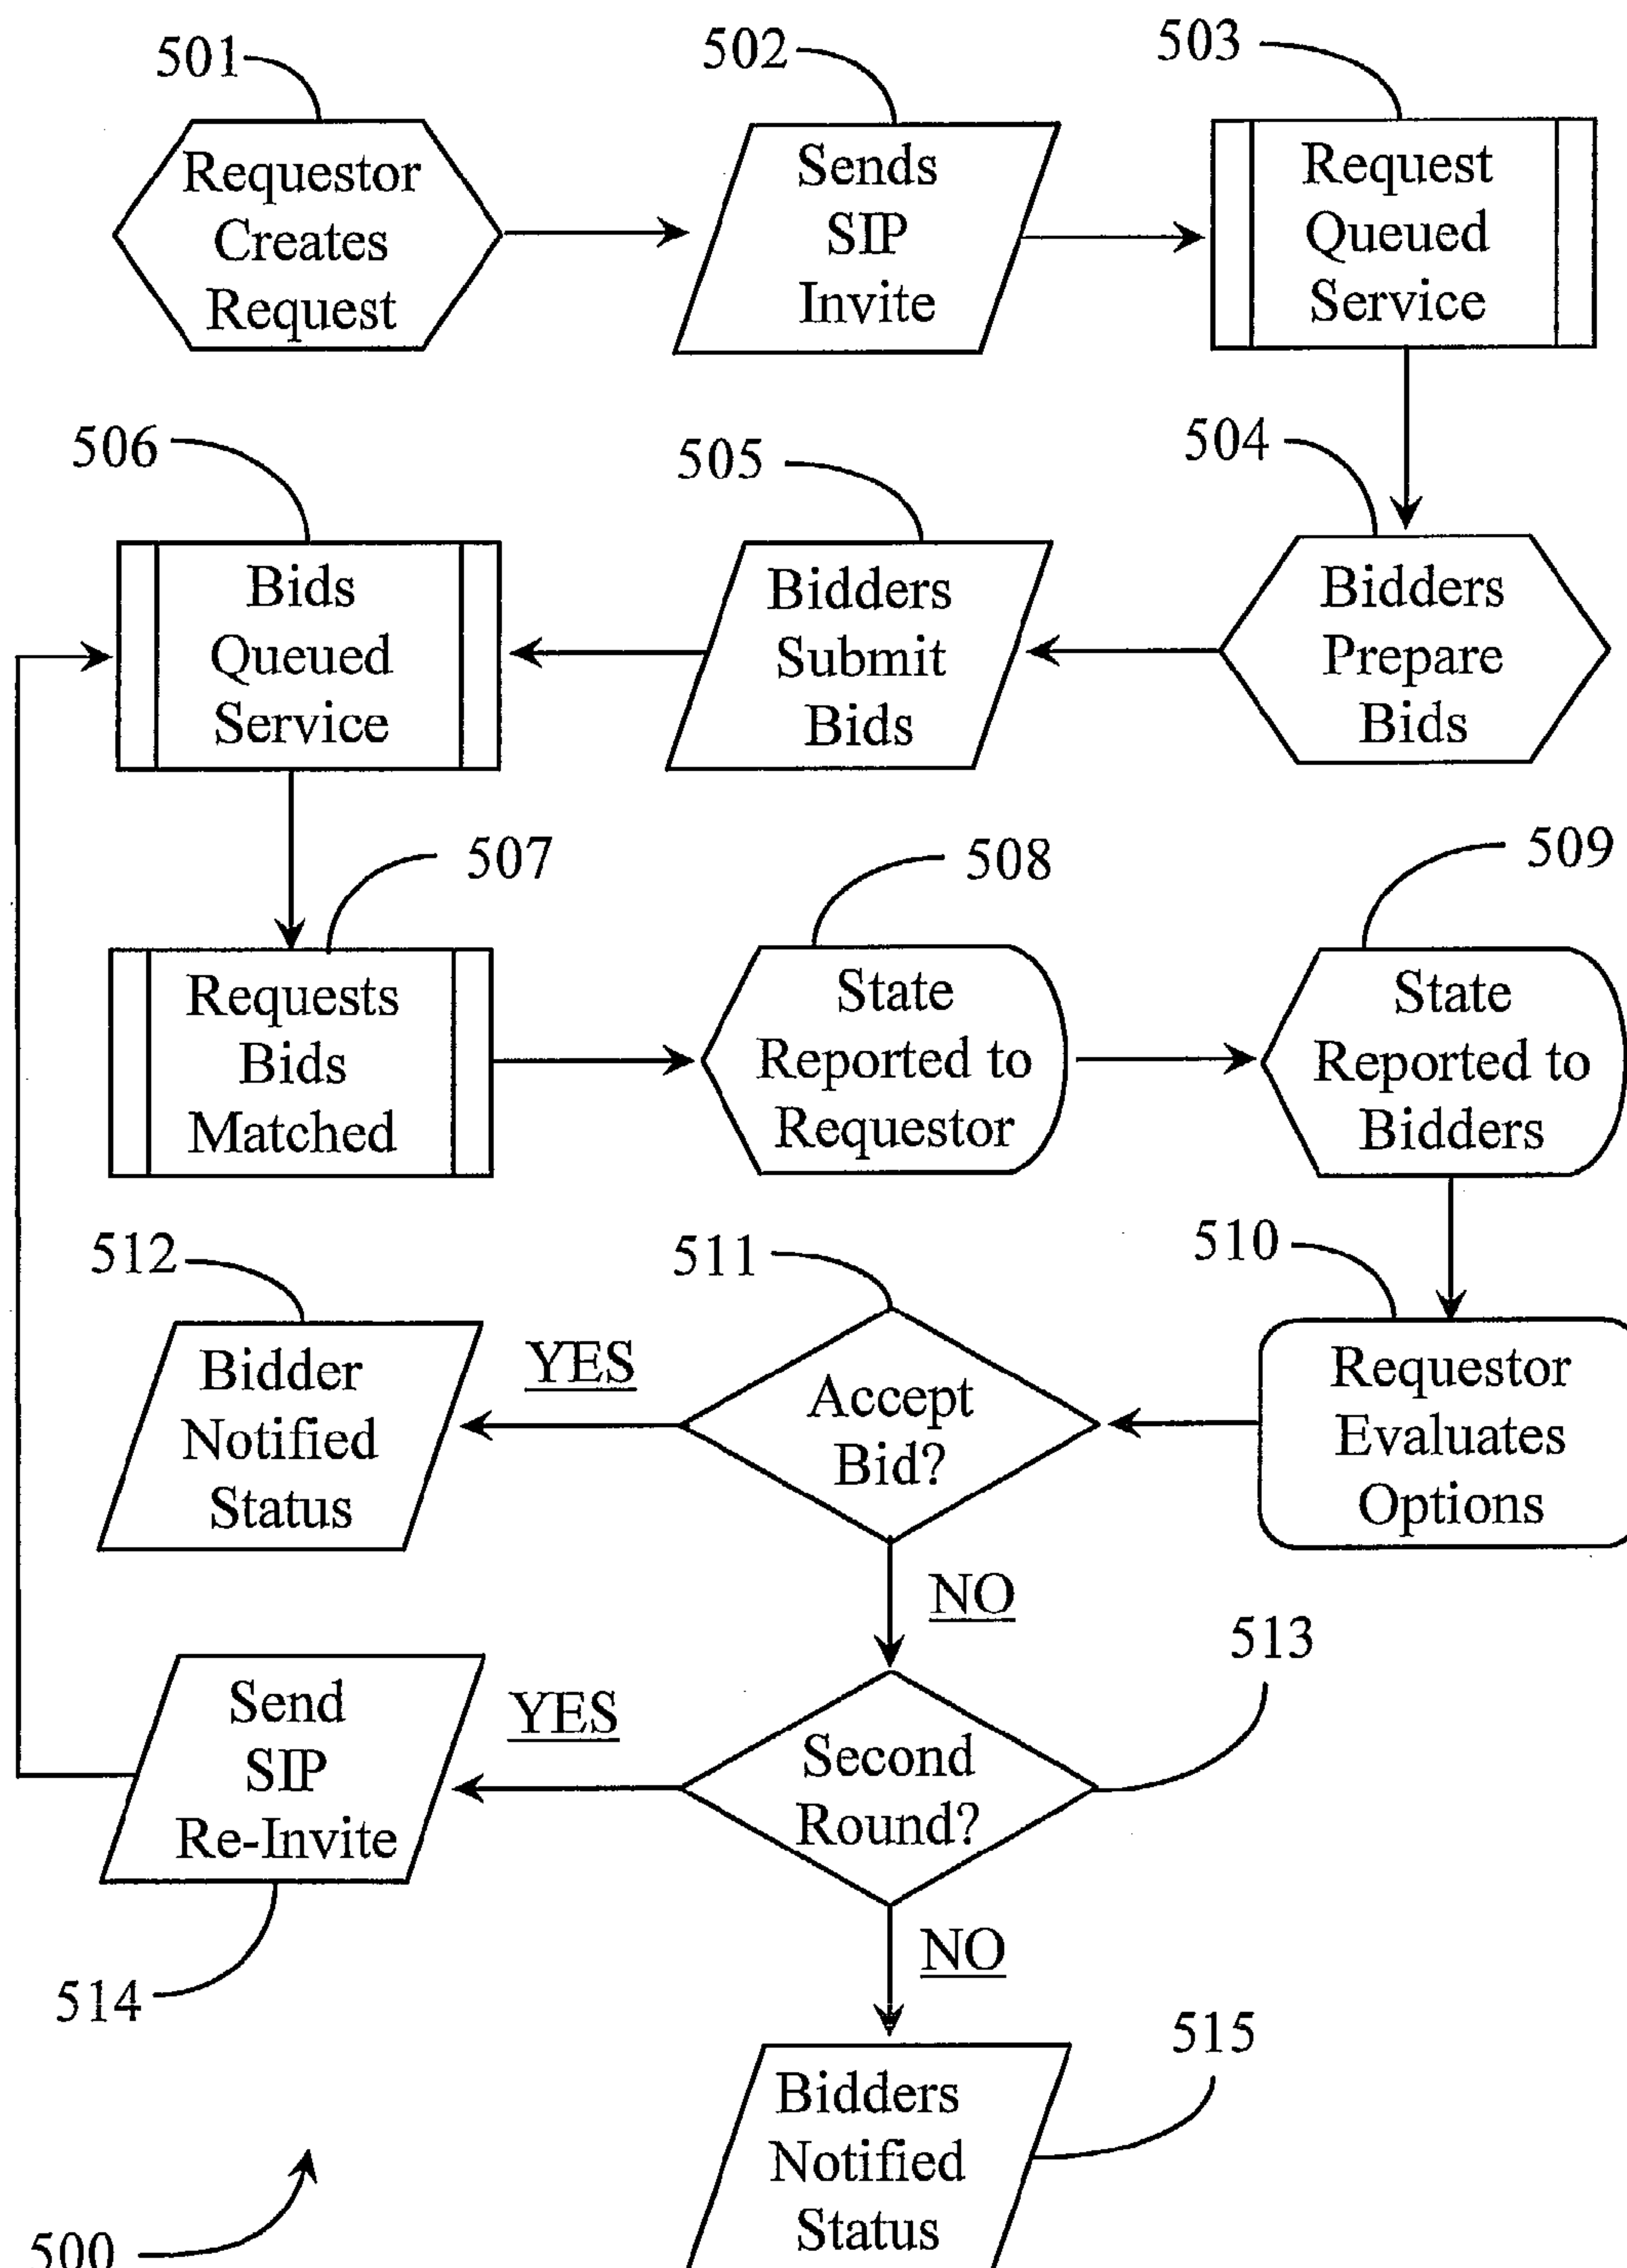 501
502
503
Requestor
Creates
Request
Sends
SIP
Invite
Request
Queued
Service
506
505
504
Bids
Queued
Service
Bidders
Submit
Bids
Bidders
Prepare
Bids
507
508
509
Requests
Bids
Matched
State
Reported to
Requestor
State
Reported to
Bidders
512
511
510
Bidder
Notified
Status
YES
Accept
Bid?
Requestor
Evaluates
Options
NO
513
Send
SIP
Re-Invite
YES
Second
Round?
514
NO
515
Bidders
Notified
Status
500